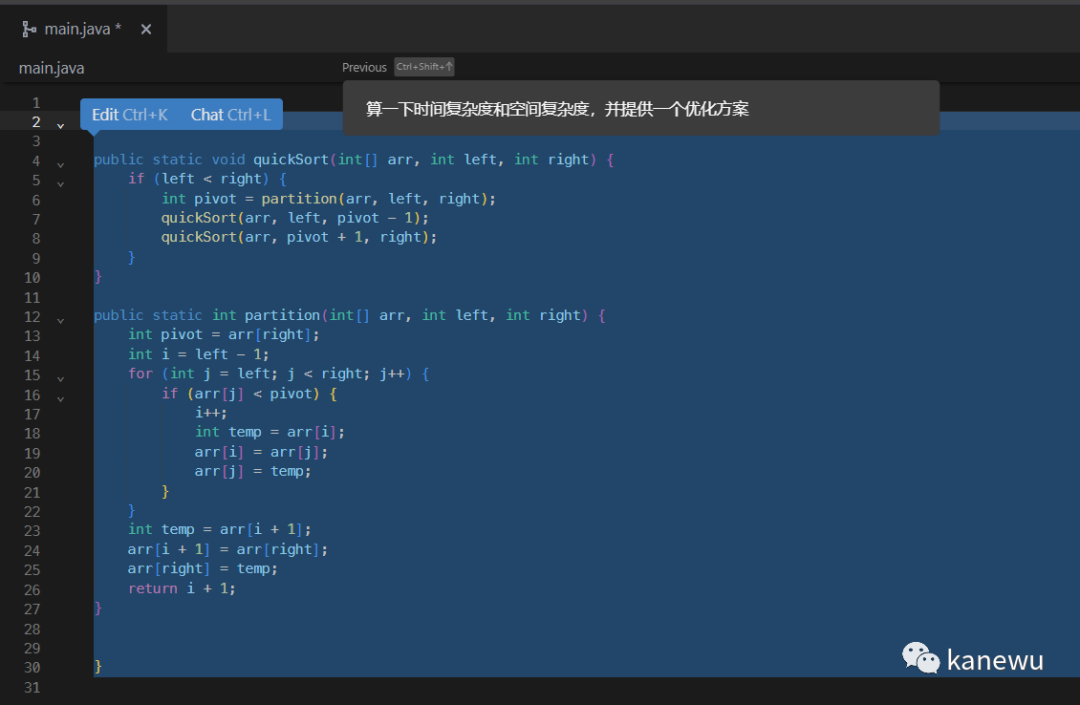 main.java *
main.java
Previous Ctrl+Shift+↑
算一下时间复杂度和空间复杂度，并提供一个优化方案
Edit Ctrl+K Chat Ctrl+L
1
2
3
4 public static void quickSort(int[] arr, int left, int right) {
5 if (left < right) {
6 int pivot = partition(arr, left, right);
7 quickSort(arr, left, pivot - 1);
8 quickSort(arr, pivot + 1, right);
9 }
10 }
11
12 public static int partition(int[] arr, int left, int right) {
13 int pivot = arr[right];
14 int i = left - 1;
15 for (int j = left; j < right; j++) {
16 if (arr[j] < pivot) {
17 i++;
18 int temp = arr[i];
19 arr[i] = arr[j];
20 arr[j] = temp;
21 }
22 }
23 int temp = arr[i + 1];
24 arr[i + 1] = arr[right];
25 arr[right] = temp;
26 return i + 1;
27 }
28
29
30 }
31
kanewu